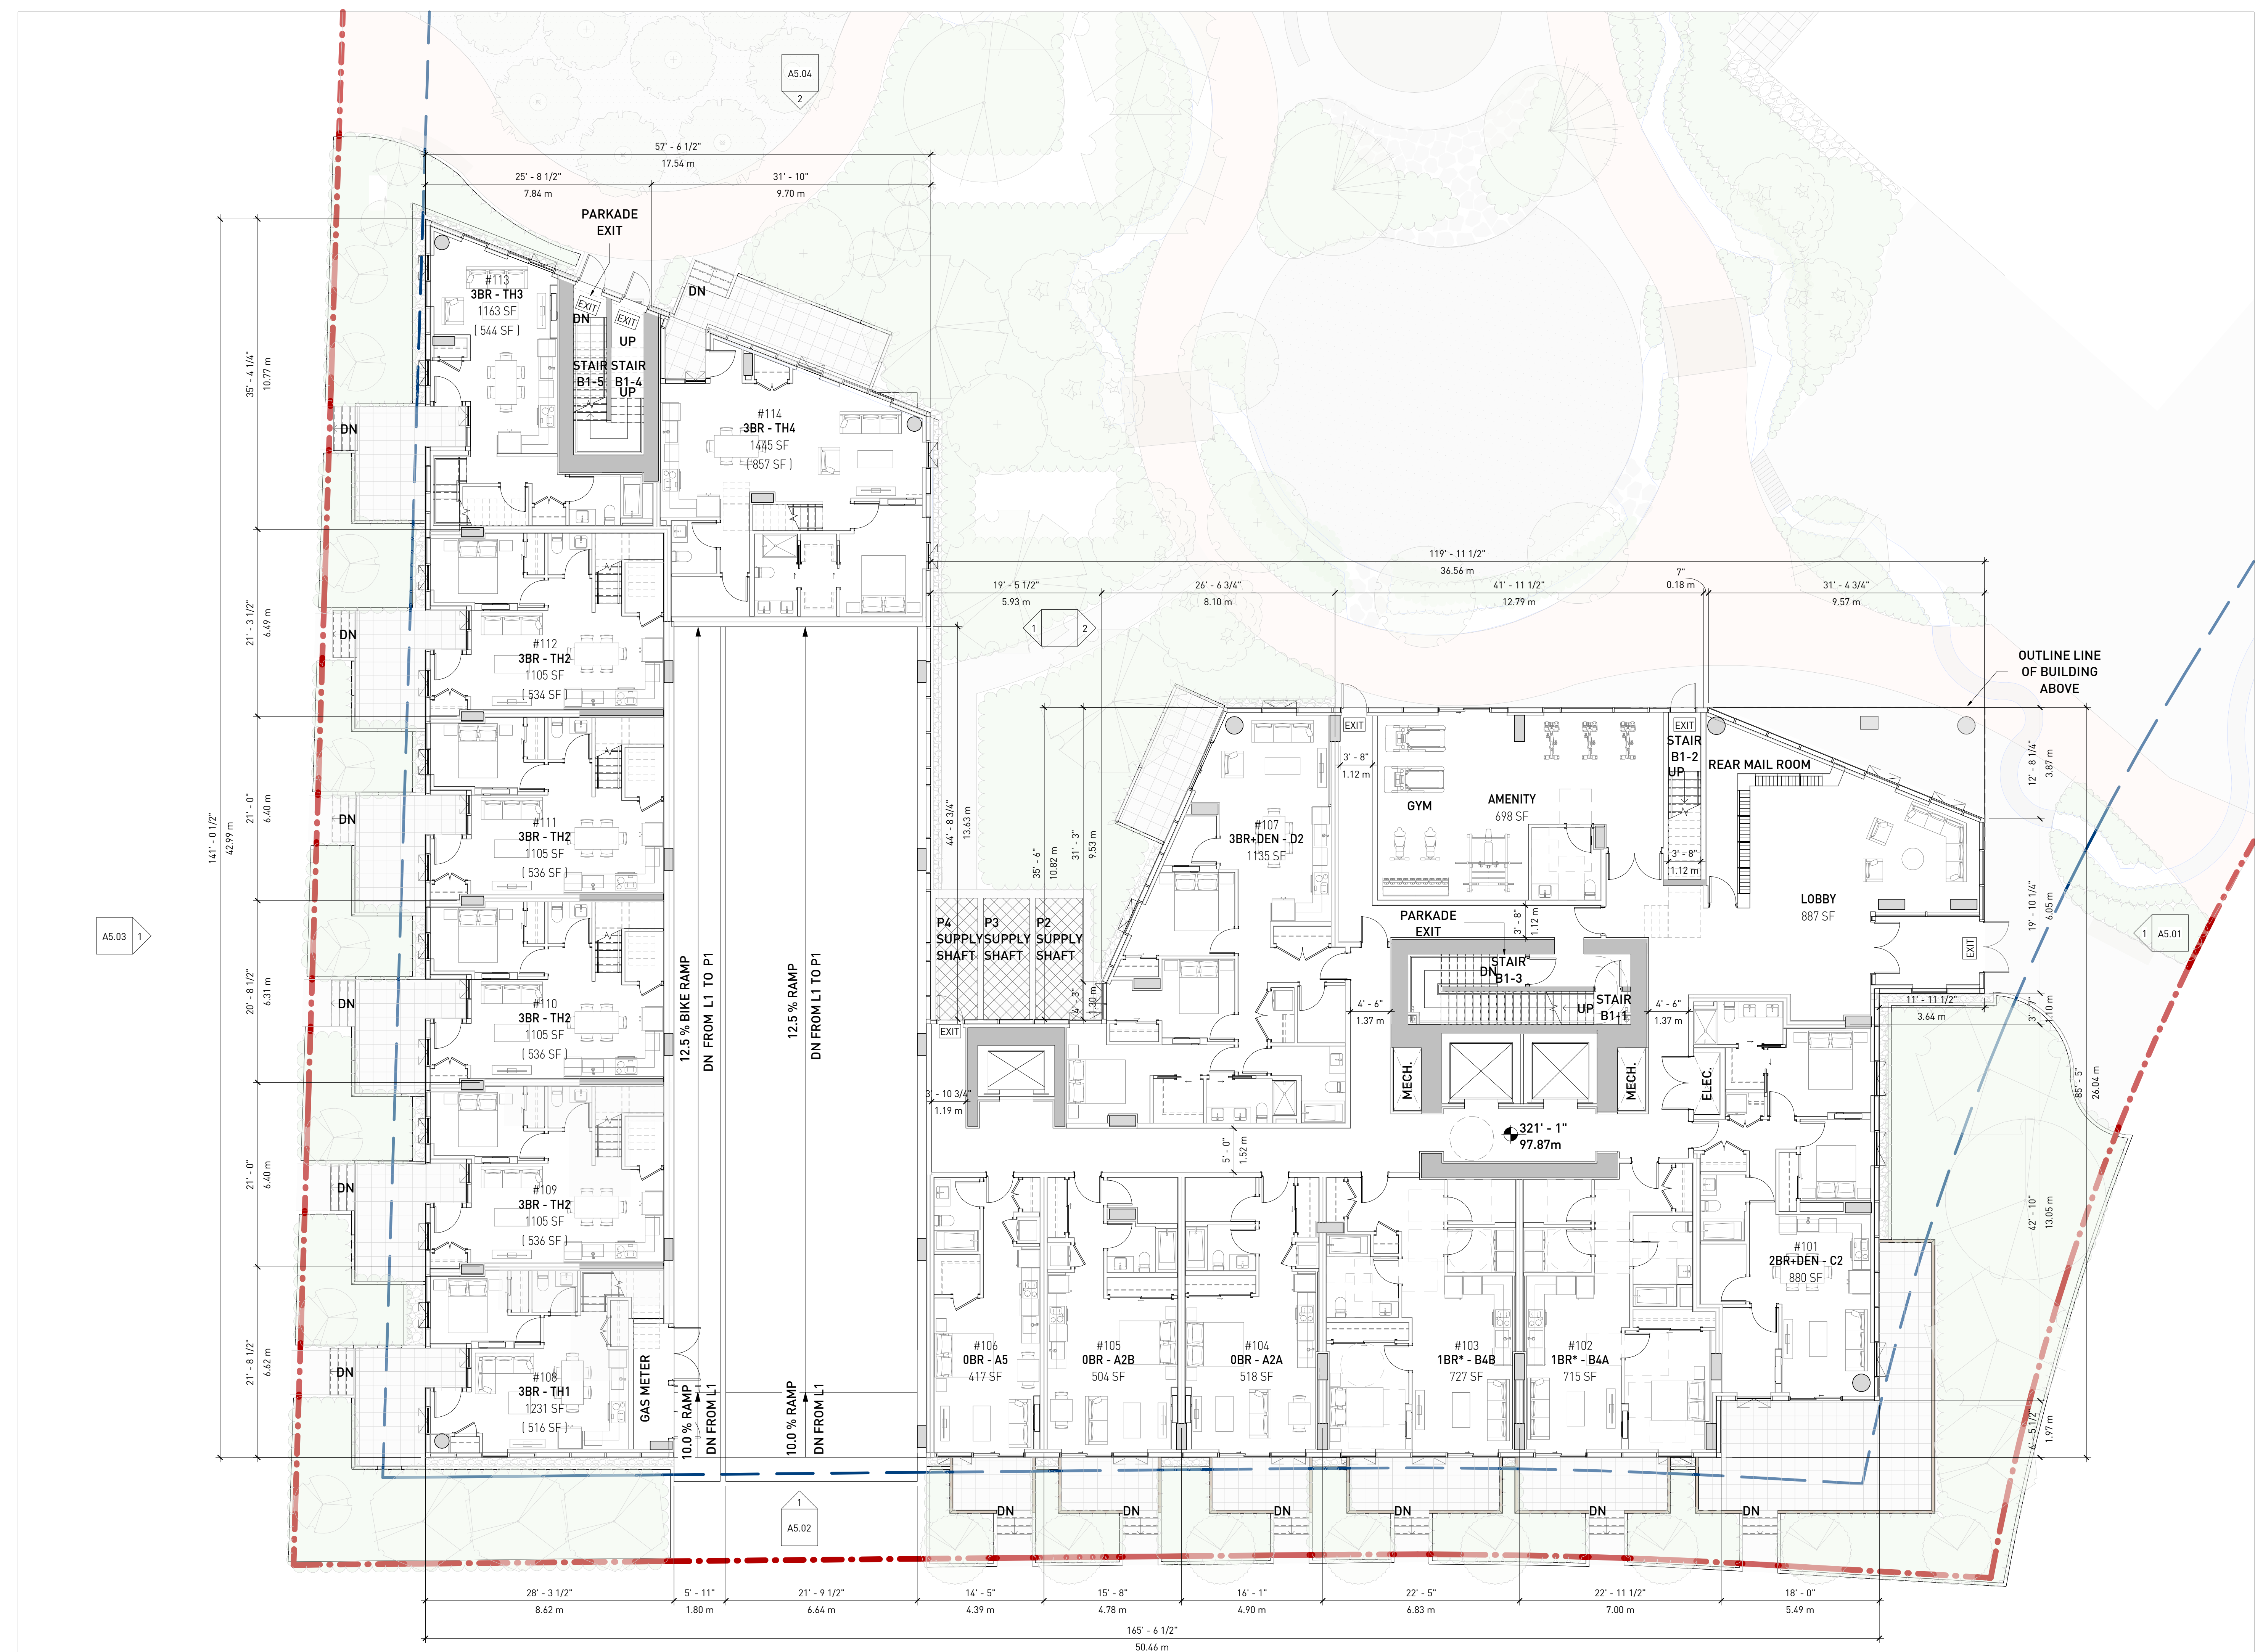 A5.04
2
57' - 6 1/2"
17.54 m
25' - 8 1/2"
7.84 m
31' - 10"
9.70 m
PARKADE
EXIT
#113
3BR - TH3
1163 SF
( 544 SF )
EXIT
DN
EXIT
UP
STAIR
B1-5
STAIR
B1-4
UP
DN
#114
3BR - TH4
1445 SF
( 857 SF )
35' - 4 1/4"
10.77 m
DN
141' - 0 1/2"
42.99 m
21' - 3 1/2"
6.49 m
DN
#112
3BR - TH2
1105 SF
( 534 SF )
21' - 0"
6.40 m
DN
#111
3BR - TH2
1105 SF
( 536 SF )
A5.03
1
20' - 8 1/2"
6.31 m
DN
#110
3BR - TH2
1105 SF
( 536 SF )
21' - 0"
6.40 m
DN
#109
3BR - TH2
1105 SF
( 536 SF )
21' - 8 1/2"
6.62 m
DN
#108
3BR - TH1
1231 SF
( 516 SF )
GAS METER
12.5 % BIKE RAMP
DN FROM L1 TO P1
12.5 % RAMP
DN FROM L1 TO P1
10.0 % RAMP
DN FROM L1
10.0 % RAMP
DN FROM L1
119' - 11 1/2"
36.56 m
19' - 5 1/2"
5.93 m
26' - 6 3/4"
8.10 m
41' - 11 1/2"
12.79 m
7"
0.18 m
31' - 4 3/4"
9.57 m
1
2
OUTLINE LINE
OF BUILDING
ABOVE
44' - 8 3/4"
13.63 m
35' - 6"
10.82 m
31' - 3"
9.53 m
4' - 3"
1.30 m
P4
SUPPLY
SHAFT
P3
SUPPLY
SHAFT
P2
SUPPLY
SHAFT
#107
3BR+DEN - D2
1135 SF
EXIT
3' - 8"
1.12 m
GYM
AMENITY
698 SF
EXIT
STAIR
B1-2
UP
3' - 8"
1.12 m
REAR MAIL ROOM
LOBBY
887 SF
EXIT
12' - 8 1/4"
3.87 m
19' - 10 1/4"
6.05 m
1
A5.01
PARKADE
EXIT
3' - 8"
1.12 m
STAIR
B1-3
DN
UP
STAIR
B1-1
4' - 6"
1.37 m
4' - 6"
1.37 m
11' - 11 1/2"
3.64 m
3' - 7"
1.10 m
85' - 5"
26.04 m
EXIT
3' - 10 3/4"
1.19 m
MECH.
MECH.
ELEC.
321' - 1"
97.87m
5' - 0"
1.52 m
42' - 10"
13.05 m
#101
2BR+DEN - C2
880 SF
#106
0BR - A5
417 SF
#105
0BR - A2B
504 SF
#104
0BR - A2A
518 SF
#103
1BR* - B4B
727 SF
#102
1BR* - B4A
715 SF
6' - 5 1/2"
1.97 m
DN
DN
DN
DN
DN
DN
1
A5.02
28' - 3 1/2"
8.62 m
5' - 11"
1.80 m
21' - 9 1/2"
6.64 m
14' - 5"
4.39 m
15' - 8"
4.78 m
16' - 1"
4.90 m
22' - 5"
6.83 m
22' - 11 1/2"
7.00 m
18' - 0"
5.49 m
165' - 6 1/2"
50.46 m